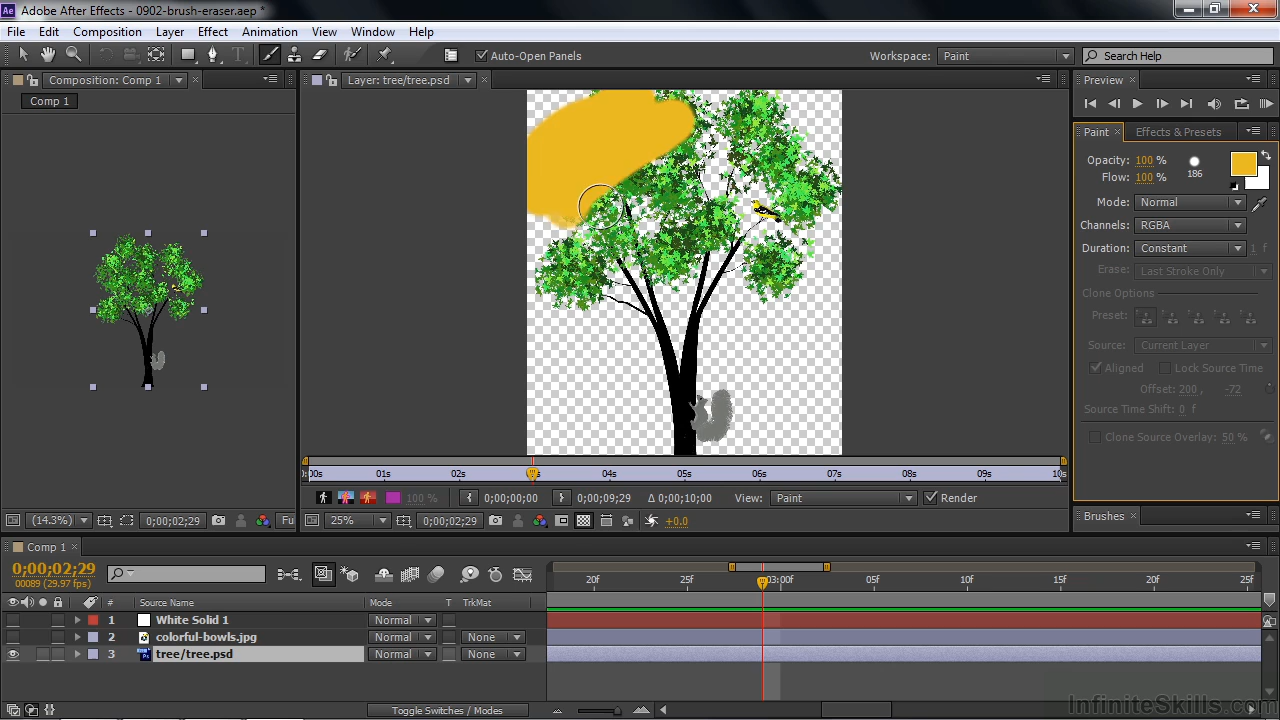 Ae Adobe After Effects - 0902-brush-eraser.aep *
File Edit Composition Layer Effect Animation View Window Help
T Auto-Open Panels Workspace: Paint Search Help
Composition: Comp 1
Layer: tree/tree.psd
Preview
Comp 1
Paint Effects & Presets
Opacity: 100 %
Flow: 100 % 186
Mode: Normal
Channels: RGBA
Duration: Constant 1 f
Erase: Last Stroke Only
Clone Options
Preset:
Source: Current Layer
Aligned Lock Source Time
Offset: 200 , -72
Source Time Shift: 0 f
Clone Source Overlay: 50 %
0:00s 01s 02s 04s 05s 06s 07s 08s 09s 10s
100 % 0;00;00;00 0;00;09;29 Δ 0;00;10;00 View: Paint Render
(14.3%) 0;00;02;29 Fu
25% 0;00;02;29 +0.0
Brushes
Comp 1
0;00;02;29
00089 (29.97 fps)
20f 25f 03:00f 05f 10f 15f 20f 25f
# Source Name Mode T TrkMat
1 White Solid 1 Normal
2 colorful-bowls.jpg Normal None
3 tree/tree.psd Normal None
Toggle Switches / Modes
InfiniteSkills.com